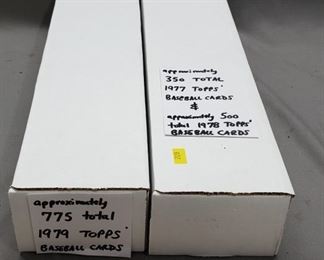 approximately
350 TOTAL
1977 TOPPS'
BASEBALL CARDS
&
approximately 500
total 1978 TOPPS'
BASEBALL CARDS
approximately
775 total
1979 TOPPS'
BASEBALL CARDS